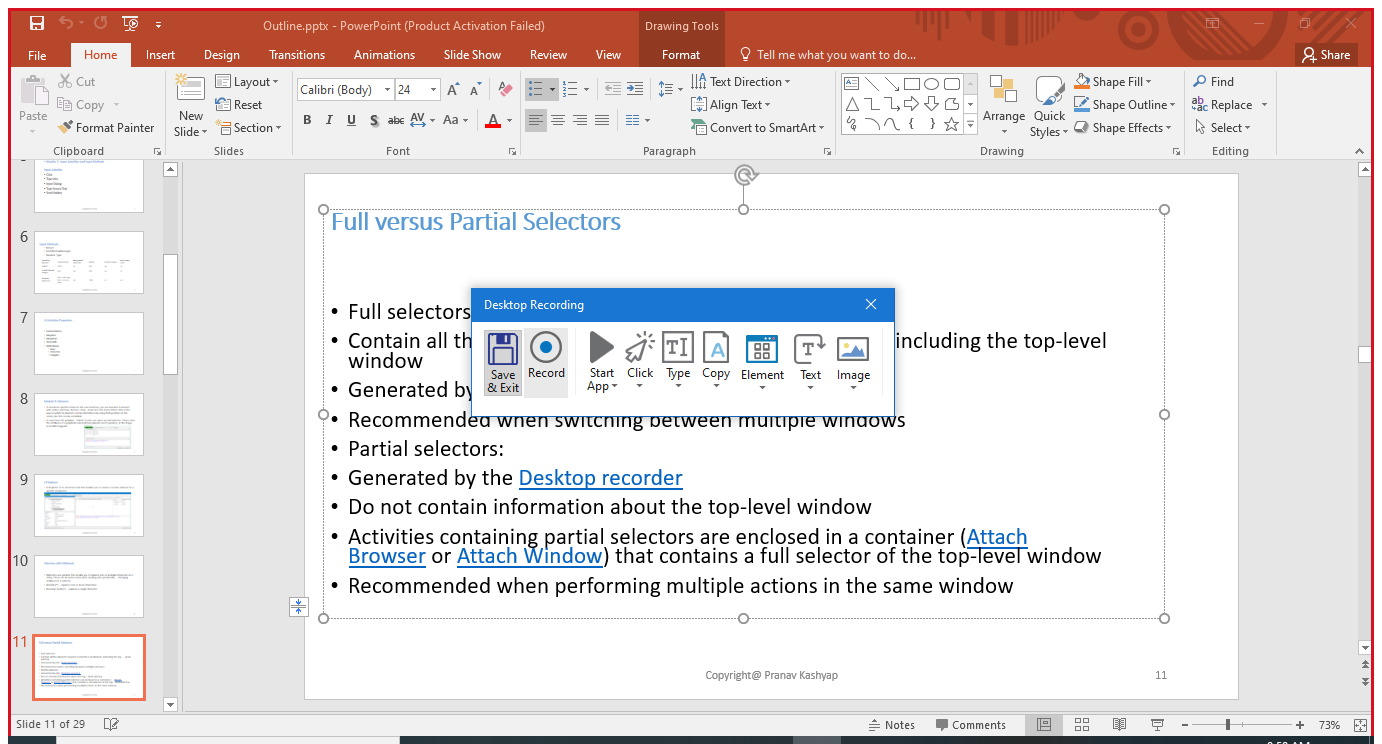 Outline.pptx - PowerPoint (Product Activation Failed)
Drawing Tools
File Home Insert Design Transitions Animations Slide Show Review View Format Tell me what you want to do... Share
Paste
Cut
Copy
Format Painter
Clipboard
New Slide
Layout
Reset
Section
Slides
Calibri (Body) 24
B I U S abc AV Aa A
Font
Text Direction
Align Text
Convert to SmartArt
Paragraph
Arrange
Quick Styles
Shape Fill
Shape Outline
Shape Effects
Drawing
Find
Replace
Select
Editing
6
7
8
9
10
11
Full versus Partial Selectors
• Full selectors
• Contain all th
including the top-level
window
• Generated by
• Recommended when switching between multiple windows
• Partial selectors:
• Generated by the Desktop recorder
• Do not contain information about the top-level window
• Activities containing partial selectors are enclosed in a container (Attach
Browser or Attach Window) that contains a full selector of the top-level window
• Recommended when performing multiple actions in the same window
Copyright@ Pranav Kashyap
11
Desktop Recording
Save & Exit
Record
Start App
Click
Type
Copy
Element
Text
Image
Slide 11 of 29
Notes
Comments
73%